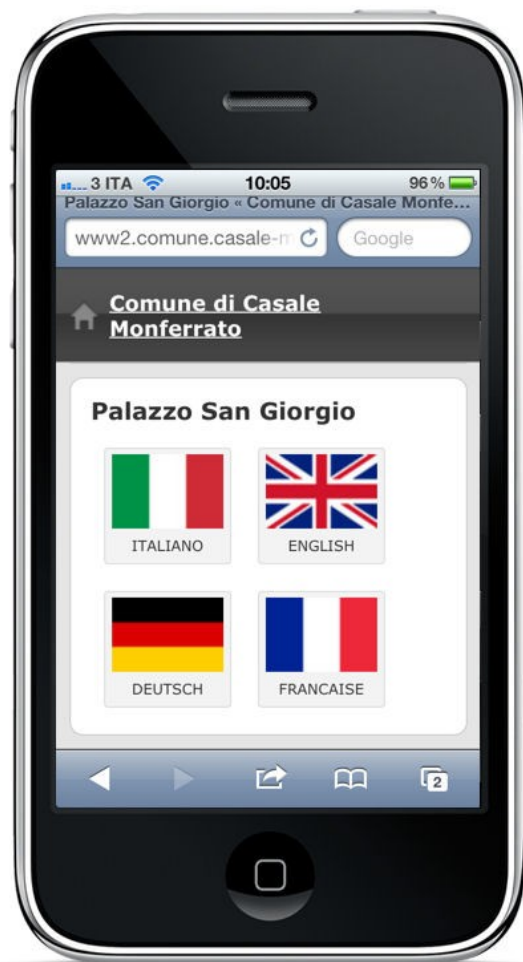 3 ITA 10:05 96 %
Palazzo San Giorgio « Comune di Casale Monfe...
www2.comune.casale-m Google
Comune di Casale
Monferrato
Palazzo San Giorgio
ITALIANO ENGLISH
DEUTSCH FRANCAISE
2